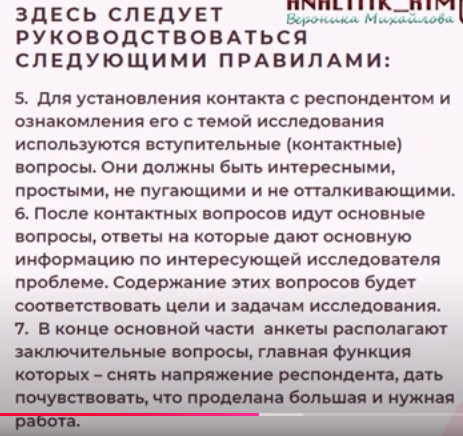 ЗДЕСЬ СЛЕДУЕТ
ANALITIK_HIM
Вероника Михайлова
РУКОВОДСТВОВАТЬСЯ
СЛЕДУЮЩИМИ ПРАВИЛАМИ:
5. Для установления контакта с респондентом и
ознакомления его с темой исследования
используются вступительные (контактные)
вопросы. Они должны быть интересными,
простыми, не пугающими и не отталкивающими.
6. После контактных вопросов идут основные
вопросы, ответы на которые дают основную
информацию по интересующей исследователя
проблеме. Содержание этих вопросов будет
соответствовать цели и задачам исследования.
7. В конце основной части анкеты располагают
заключительные вопросы, главная функция
которых – снять напряжение респондента, дать
почувствовать, что проделана большая и нужная
работа.